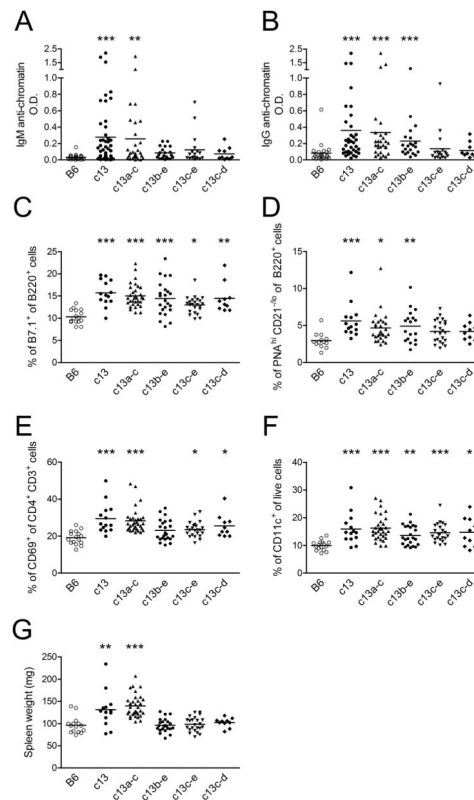 A
*** **
2.5
2.0
1.5
1.0
0.8
0.6
0.4
0.2
0.0
IgM anti-chromatin
O.D.
B6 c13 c13a-c c13b-e c13c-e c13c-d
B
*** *** ***
2.5
2.0
1.5
1.0
0.8
0.6
0.4
0.2
0.0
IgG anti-chromatin
O.D.
B6 c13 c13a-c c13b-e c13c-e c13c-d
C
*** *** *** * **
25
20
15
10
5
0
% of B7.1+ of B220+ cells
B6 c13 c13a-c c13b-e c13c-e c13c-d
D
*** * **
15
10
5
0
% of PNAhi CD21-/lo of B220+ cells
B6 c13 c13a-c c13b-e c13c-e c13c-d
E
*** *** * *
60
40
20
0
% of CD69+ of CD4+ CD3+ cells
B6 c13 c13a-c c13b-e c13c-e c13c-d
F
*** *** ** *** *
40
30
20
10
0
% of CD11c+ of live cells
B6 c13 c13a-c c13b-e c13c-e c13c-d
G
** ***
250
200
150
100
50
0
Spleen weight (mg)
B6 c13 c13a-c c13b-e c13c-e c13c-d